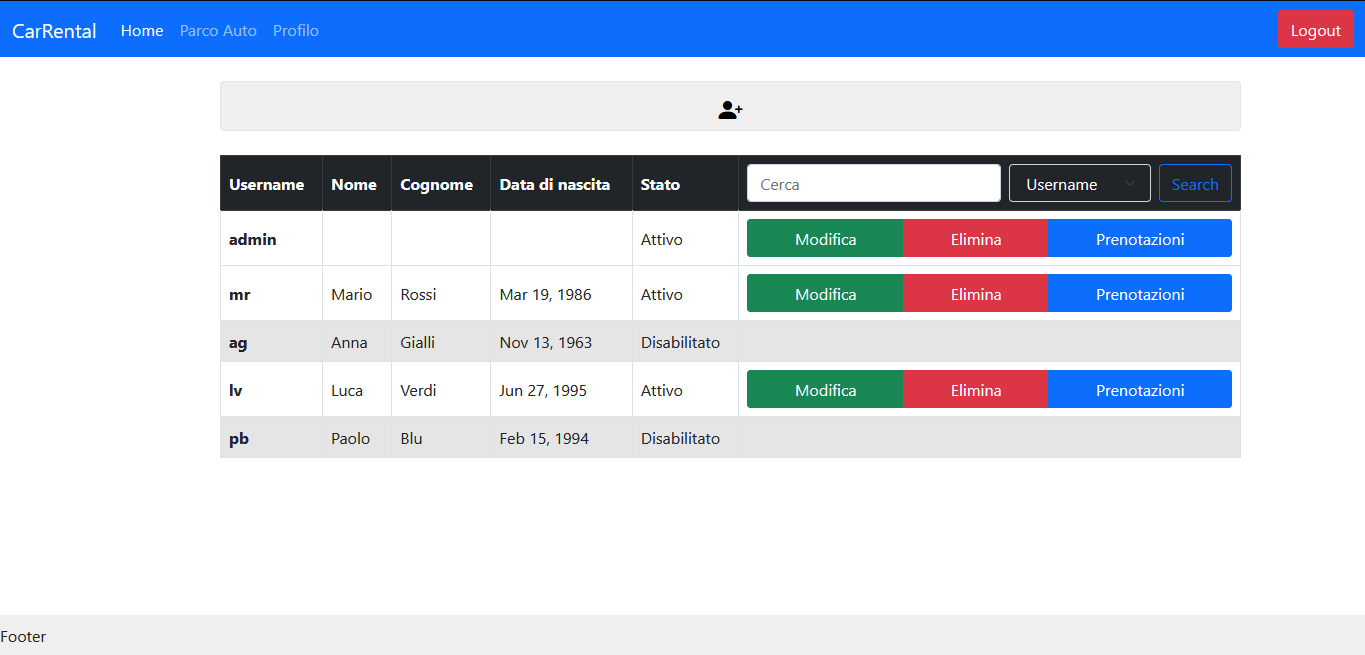 CarRental Home Parco Auto Profilo Logout
Username Nome Cognome Data di nascita Stato Cerca Username Search
admin Attivo Modifica Elimina Prenotazioni
mr Mario Rossi Mar 19, 1986 Attivo Modifica Elimina Prenotazioni
ag Anna Gialli Nov 13, 1963 Disabilitato
lv Luca Verdi Jun 27, 1995 Attivo Modifica Elimina Prenotazioni
pb Paolo Blu Feb 15, 1994 Disabilitato
Footer